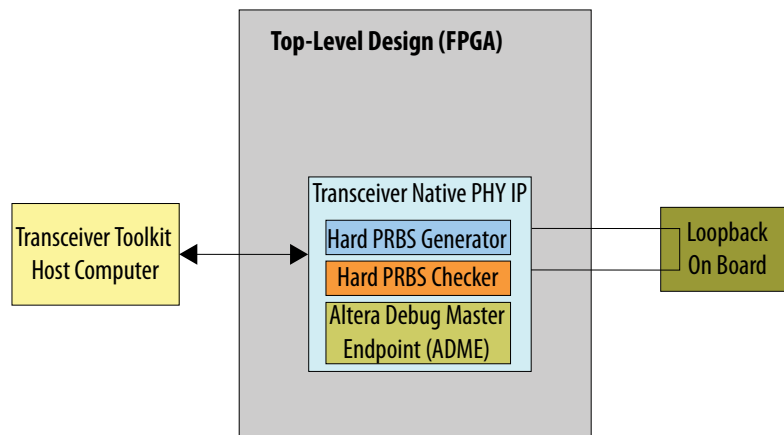 Top-Level Design (FPGA)
Transceiver Native PHY IP
Hard PRBS Generator
Hard PRBS Checker
Altera Debug Master
Endpoint (ADME)
Transceiver Toolkit
Host Computer
Loopback
On Board